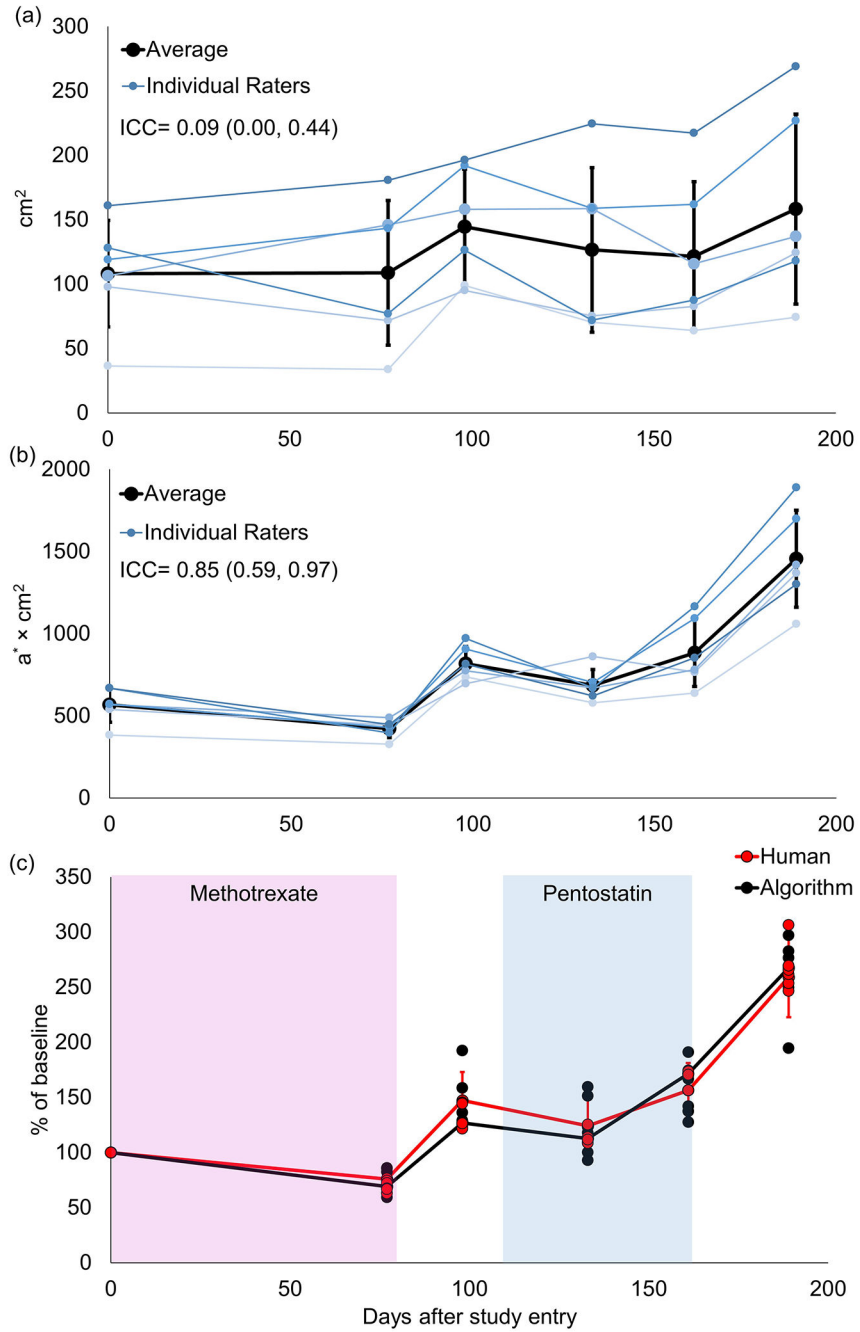 (a)
300
250
200
150
100
50
0
cm²
Average
Individual Raters
ICC= 0.09 (0.00, 0.44)
0 50 100 150 200
(b)
2000
1500
1000
500
0
a* × cm²
Average
Individual Raters
ICC= 0.85 (0.59, 0.97)
0 50 100 150 200
(c)
Human
Algorithm
350
300
250
200
150
100
50
0
% of baseline
Methotrexate
Pentostatin
0 50 100 150 200
Days after study entry